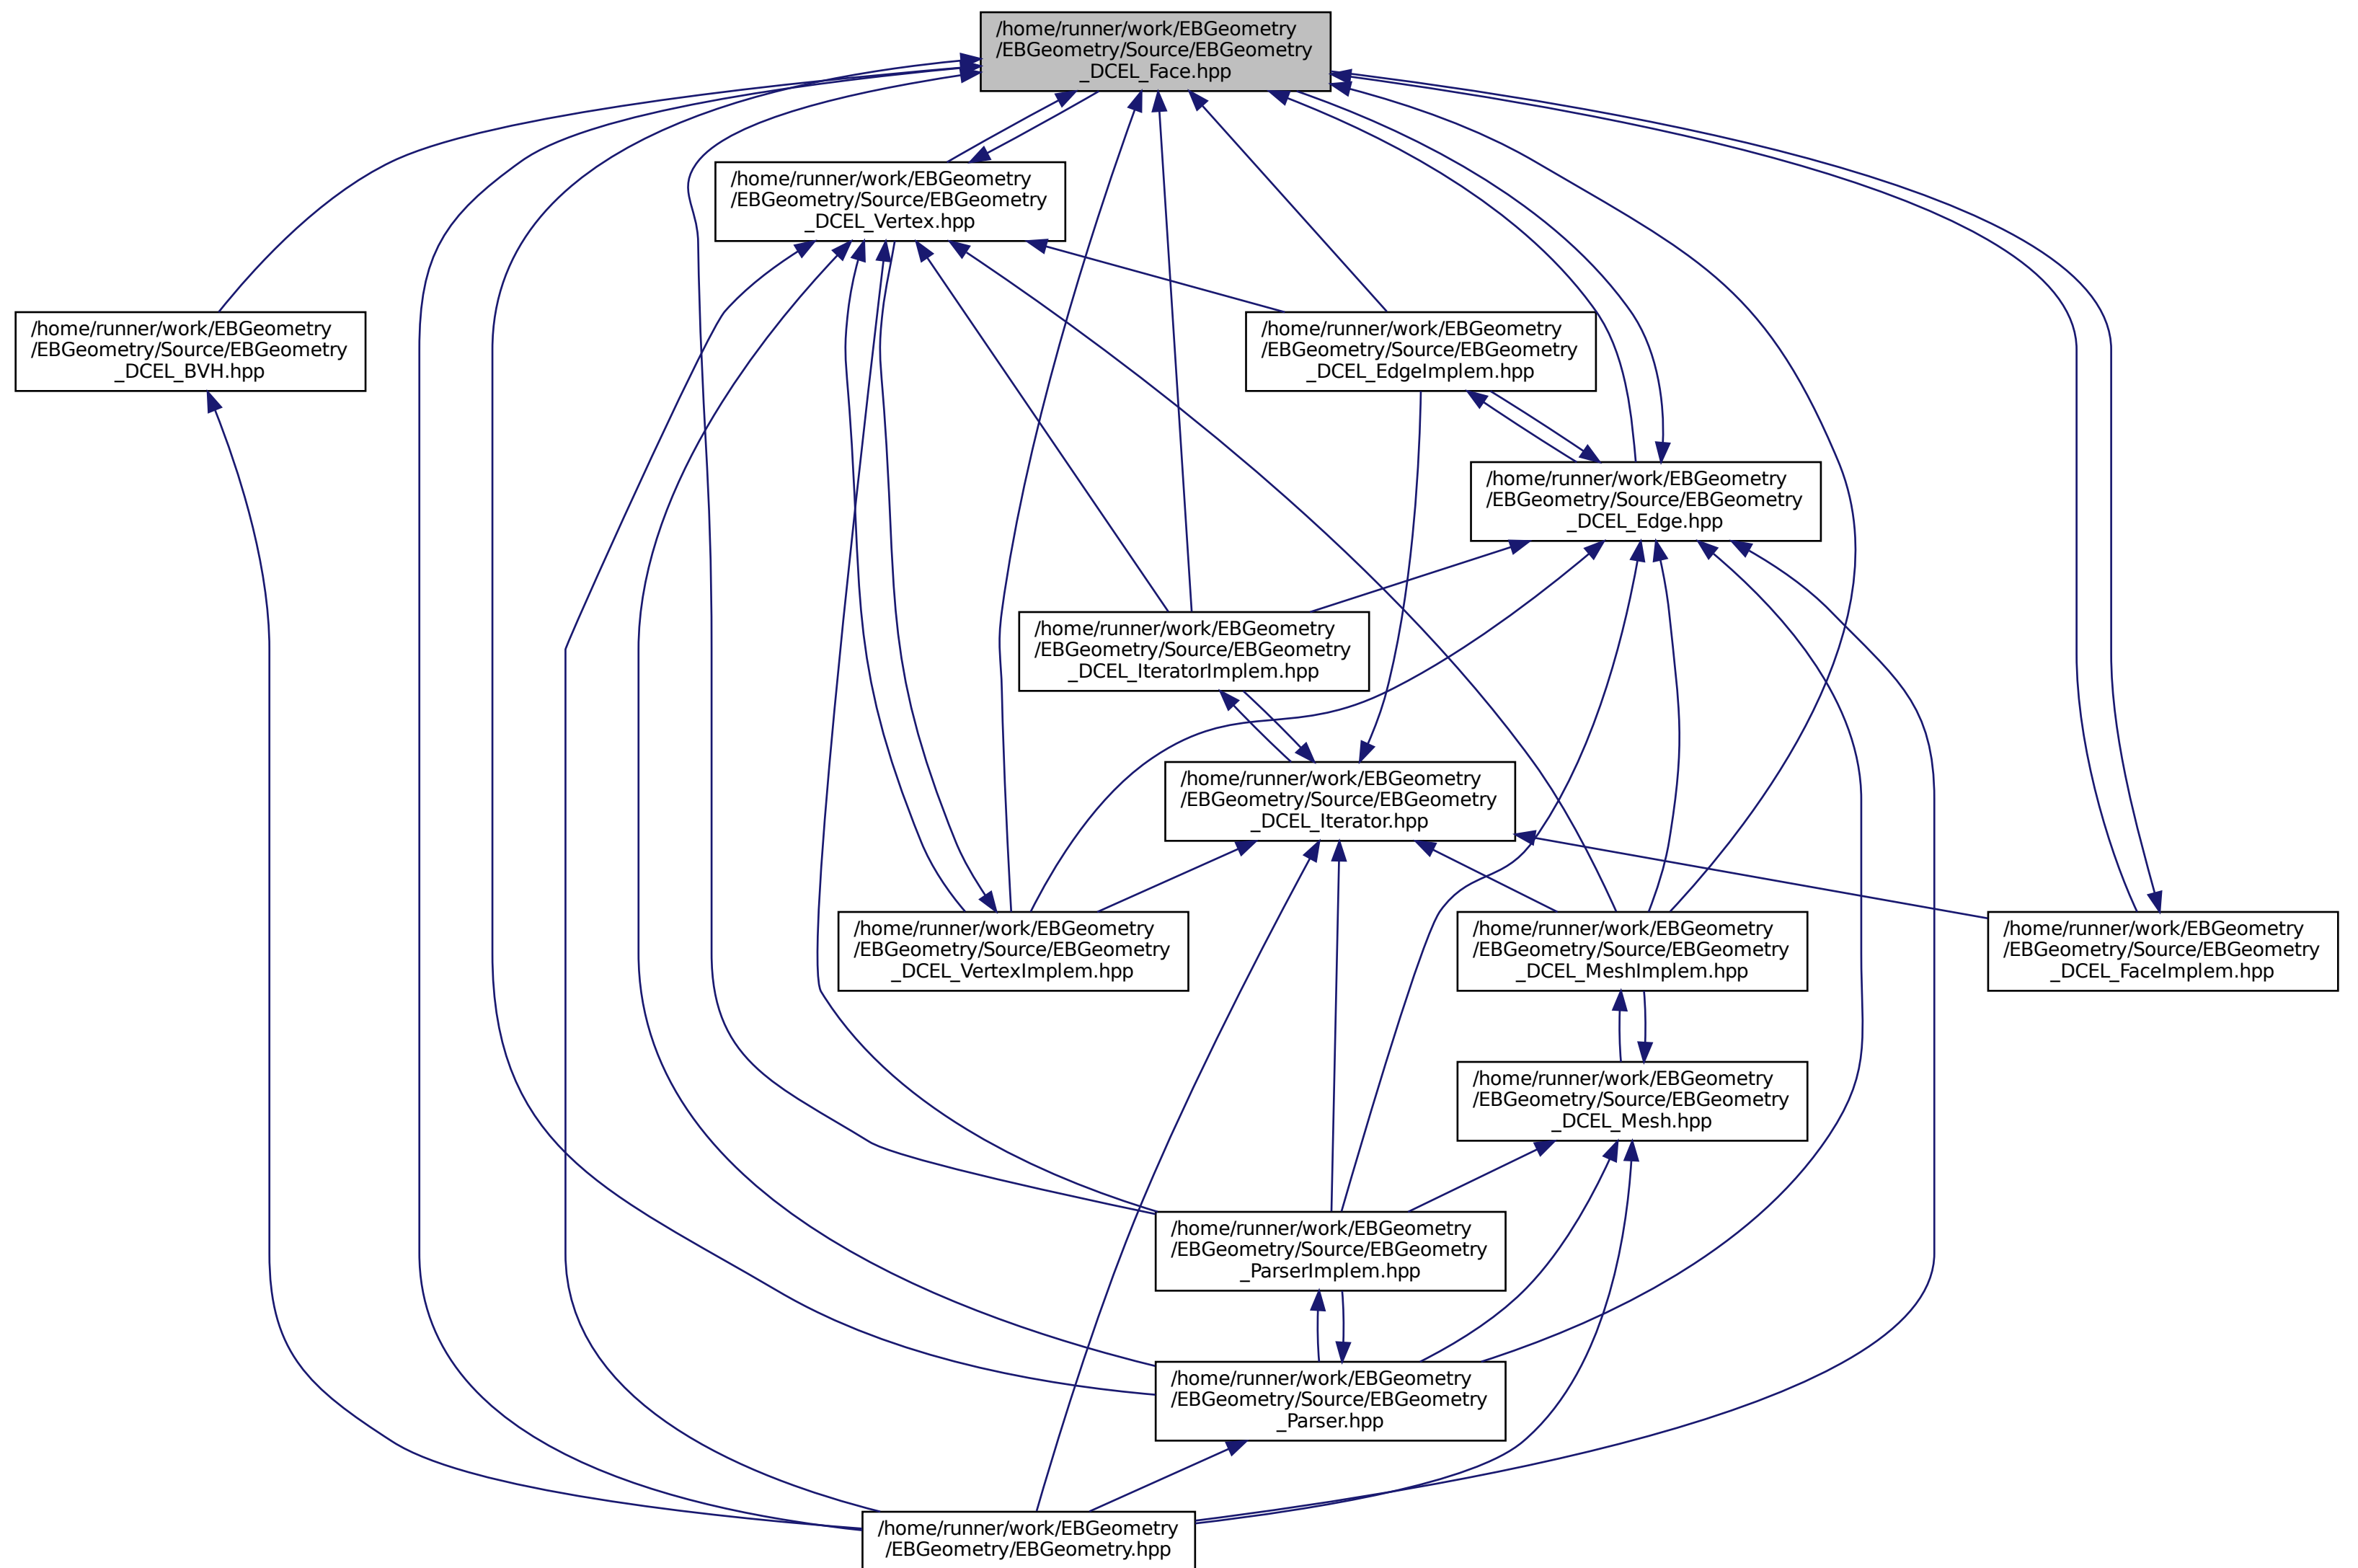 /home/runner/work/EBGeometry
/EBGeometry/Source/EBGeometry
_DCEL_Face.hpp
/home/runner/work/EBGeometry
/EBGeometry/Source/EBGeometry
_DCEL_Vertex.hpp
/home/runner/work/EBGeometry
/EBGeometry/Source/EBGeometry
_DCEL_BVH.hpp
/home/runner/work/EBGeometry
/EBGeometry/Source/EBGeometry
_DCEL_EdgeImplem.hpp
/home/runner/work/EBGeometry
/EBGeometry/Source/EBGeometry
_DCEL_Edge.hpp
/home/runner/work/EBGeometry
/EBGeometry/Source/EBGeometry
_DCEL_IteratorImplem.hpp
/home/runner/work/EBGeometry
/EBGeometry/Source/EBGeometry
_DCEL_Iterator.hpp
/home/runner/work/EBGeometry
/EBGeometry/Source/EBGeometry
_DCEL_VertexImplem.hpp
/home/runner/work/EBGeometry
/EBGeometry/Source/EBGeometry
_DCEL_MeshImplem.hpp
/home/runner/work/EBGeometry
/EBGeometry/Source/EBGeometry
_DCEL_FaceImplem.hpp
/home/runner/work/EBGeometry
/EBGeometry/Source/EBGeometry
_DCEL_Mesh.hpp
/home/runner/work/EBGeometry
/EBGeometry/Source/EBGeometry
_ParserImplem.hpp
/home/runner/work/EBGeometry
/EBGeometry/Source/EBGeometry
_Parser.hpp
/home/runner/work/EBGeometry
/EBGeometry/EBGeometry.hpp